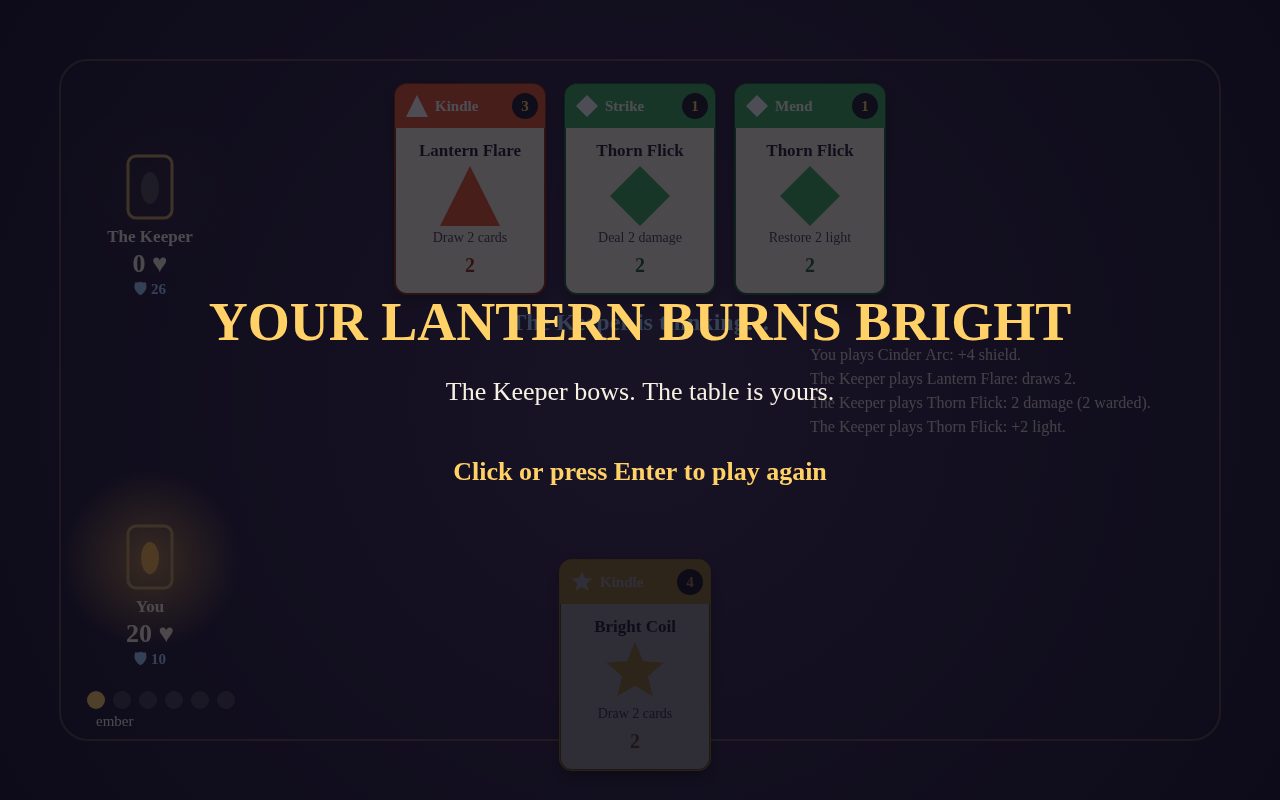 Kindle 3
Lantern Flare
Draw 2 cards
2
Strike 1
Thorn Flick
Deal 2 damage
2
Mend 1
Thorn Flick
Restore 2 light
2
The Keeper
0 ♥
26
The Keeper is thinking...
YOUR LANTERN BURNS BRIGHT
The Keeper bows. The table is yours.
Click or press Enter to play again
You plays Cinder Arc: +4 shield.
The Keeper plays Lantern Flare: draws 2.
The Keeper plays Thorn Flick: 2 damage (2 warded).
The Keeper plays Thorn Flick: +2 light.
You
20 ♥
10
ember
Kindle 4
Bright Coil
Draw 2 cards
2